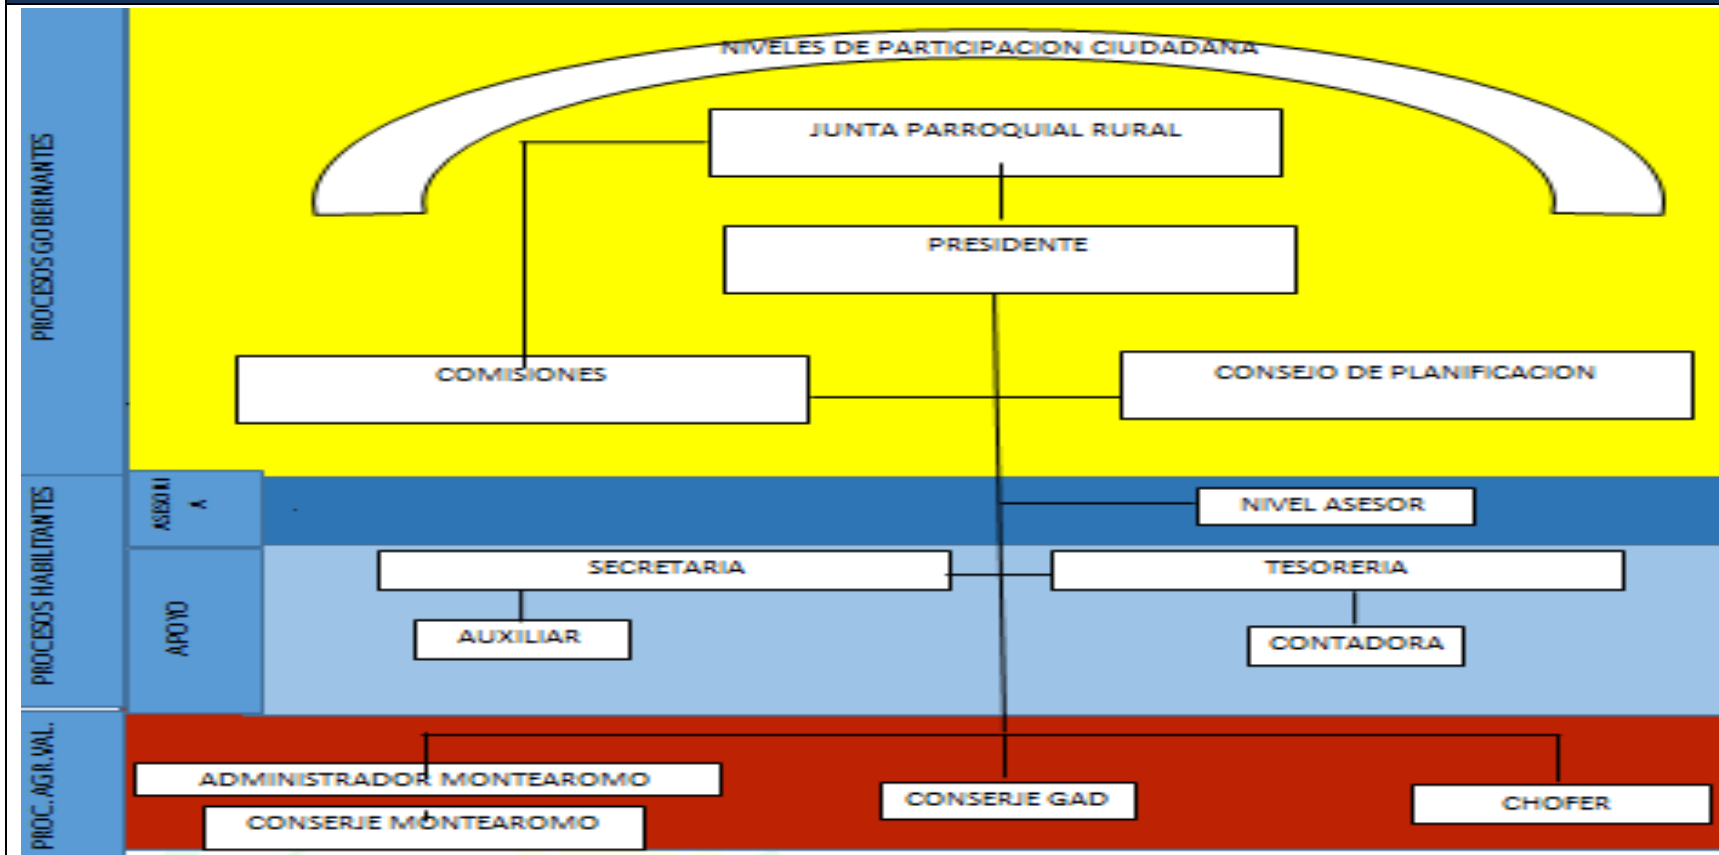 NIVELES DE PARTICIPACION CIUDADANA
JUNTA PARROQUIAL RURAL
PRESIDENTE
COMISIONES
CONSEJO DE PLANIFICACION
PROCESOS GOBERNANTES
PROCESOS HABILITANTES
ASESORI
A
NIVEL ASESOR
APOYO
SECRETARIA
TESORERIA
AUXILIAR
CONTADORA
PROC. AGR.VAL.
ADMINISTRADOR MONTEAROMO
CONSERJE MONTEAROMO
CONSERJE GAD
CHOFER